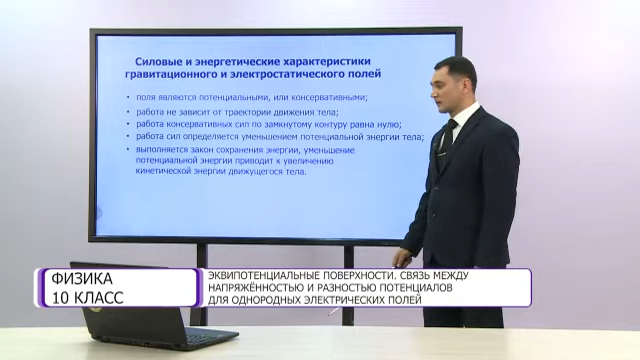 Силовые и энергетические характеристики
гравитационного и электростатического полей
• поля являются потенциальными, или консервативными;
• работа не зависит от траектории движения тела;
• работа консервативных сил по замкнутому контуру равна нулю;
• работа сил определяется уменьшением потенциальной энергии тела;
• выполняется закон сохранения энергии, уменьшение
потенциальной энергии приводит к увеличению
кинетической энергии движущегося тела.
ФИЗИКА
10 КЛАСС
ЭКВИПОТЕНЦИАЛЬНЫЕ ПОВЕРХНОСТИ. СВЯЗЬ МЕЖДУ
НАПРЯЖЁННОСТЬЮ И РАЗНОСТЬЮ ПОТЕНЦИАЛОВ
ДЛЯ ОДНОРОДНЫХ ЭЛЕКТРИЧЕСКИХ ПОЛЕЙ